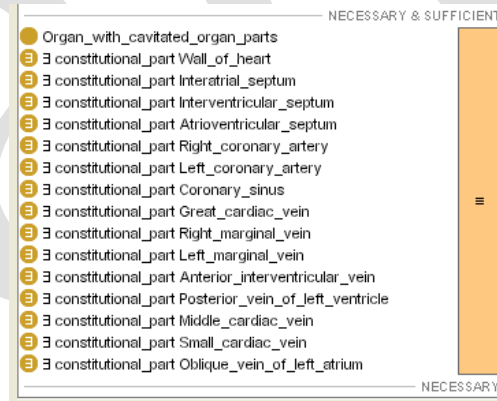 NECESSARY & SUFFICIENT
Organ_with_cavitated_organ_parts
∃ ∃ constitutional_part Wall_of_heart
∃ ∃ constitutional_part Interatrial_septum
∃ ∃ constitutional_part Interventricular_septum
∃ ∃ constitutional_part Atrioventricular_septum
∃ ∃ constitutional_part Right_coronary_artery
∃ ∃ constitutional_part Left_coronary_artery
∃ ∃ constitutional_part Coronary_sinus
∃ ∃ constitutional_part Great_cardiac_vein
∃ ∃ constitutional_part Right_marginal_vein
∃ ∃ constitutional_part Left_marginal_vein
∃ ∃ constitutional_part Anterior_interventricular_vein
∃ ∃ constitutional_part Posterior_vein_of_left_ventricle
∃ ∃ constitutional_part Middle_cardiac_vein
∃ ∃ constitutional_part Small_cardiac_vein
∃ ∃ constitutional_part Oblique_vein_of_left_atrium
≡
NECESSARY